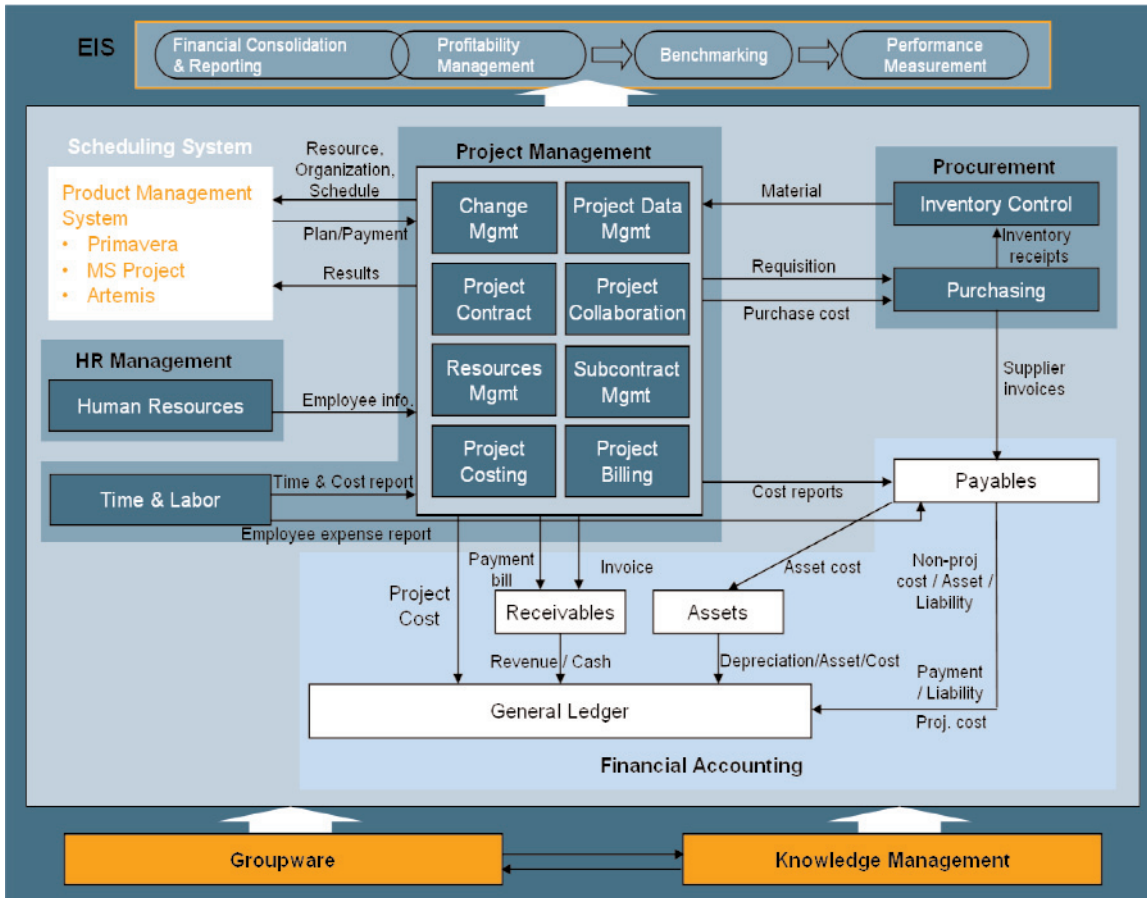 EIS
Financial Consolidation
& Reporting
Profitability
Management
Benchmarking
Performance
Measurement
Scheduling System
Product Management
System
• Primavera
• MS Project
• Artemis
Resource,
Organization,
Schedule
Plan/Payment
Results
Project Management
Change
Mgmt
Project Data
Mgmt
Project
Contract
Project
Collaboration
Resources
Mgmt
Subcontract
Mgmt
Project
Costing
Project
Billing
Material
Requisition
Purchase cost
Procurement
Inventory Control
Inventory
receipts
Purchasing
Supplier
invoices
HR Management
Human Resources
Employee info.
Time & Labor
Time & Cost report
Employee expense report
Cost reports
Payables
Project
Cost
Payment
bill
Invoice
Asset cost
Non-proj
cost / Asset /
Liability
Receivables
Assets
Revenue / Cash
Depreciation/Asset/Cost
Payment
/ Liability
General Ledger
Proj. cost
Financial Accounting
Groupware
Knowledge Management